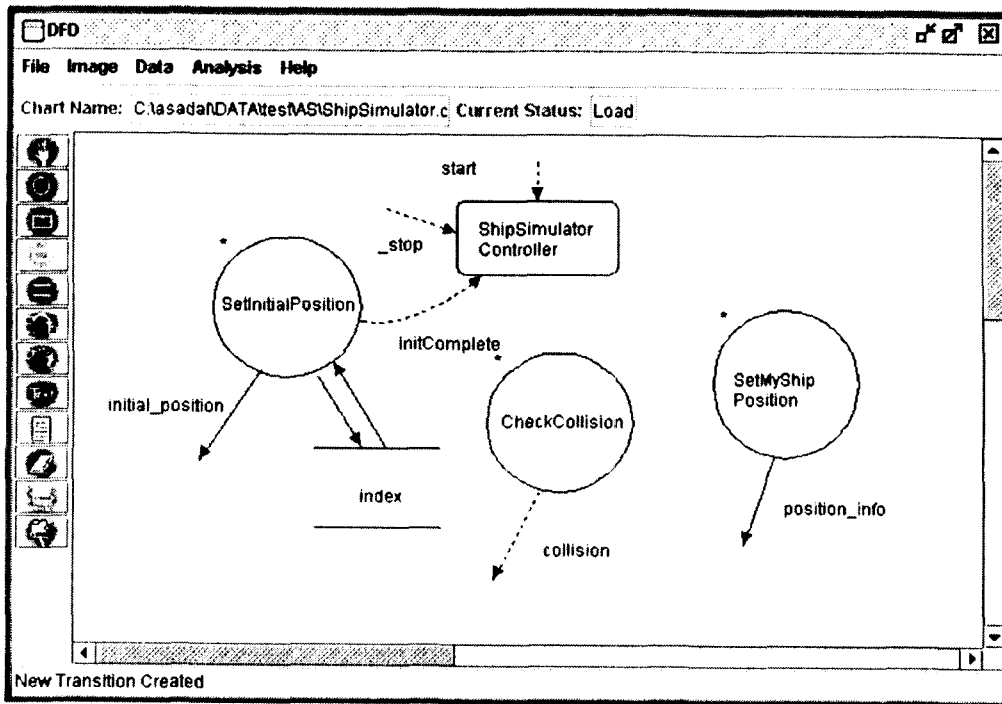 DFD
File Image Data Analysis Help
Chart Name: C:\asadal\DATA\test\AS\ShipSimulator.c Current Status: Load
start
ShipSimulator
Controller
_stop
SetInitialPosition
initComplete
SetMyShip
Position
initial_position
CheckCollision
index
position_info
collision
New Transition Created